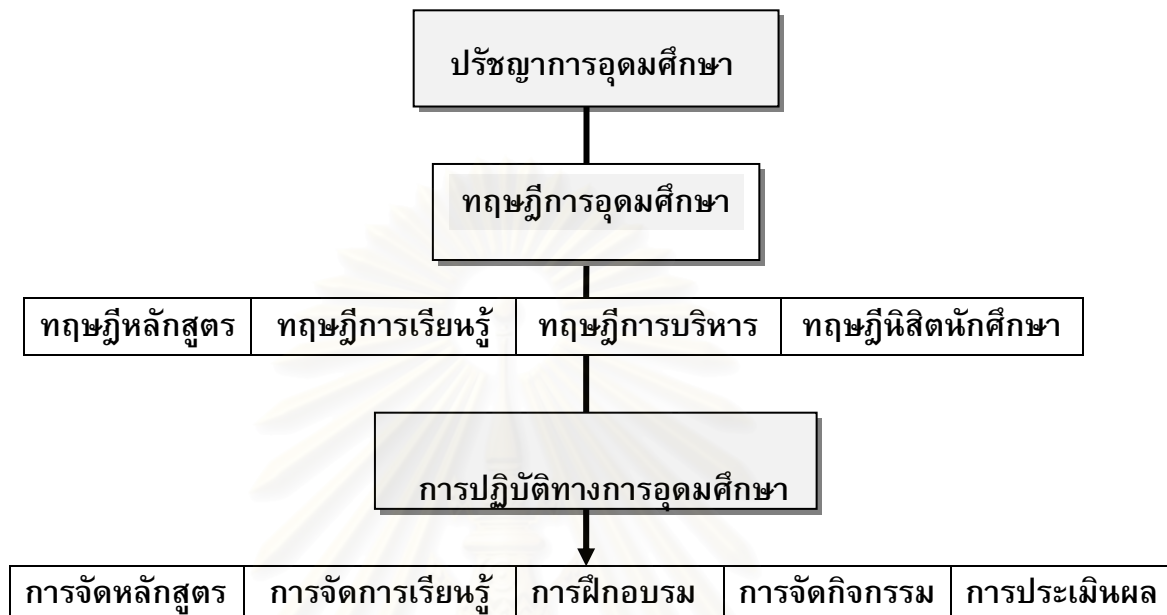 ปรัชญาการอุดมศึกษา
ทฤษฎีการอุดมศึกษา
ทฤษฎีหลักสูตร ทฤษฎีการเรียนรู้ ทฤษฎีการบริหาร ทฤษฎีนิสิตนักศึกษา
การปฏิบัติทางการอุดมศึกษา
การจัดหลักสูตร การจัดการเรียนรู้ การฝึกอบรม การจัดกิจกรรม การประเมินผล